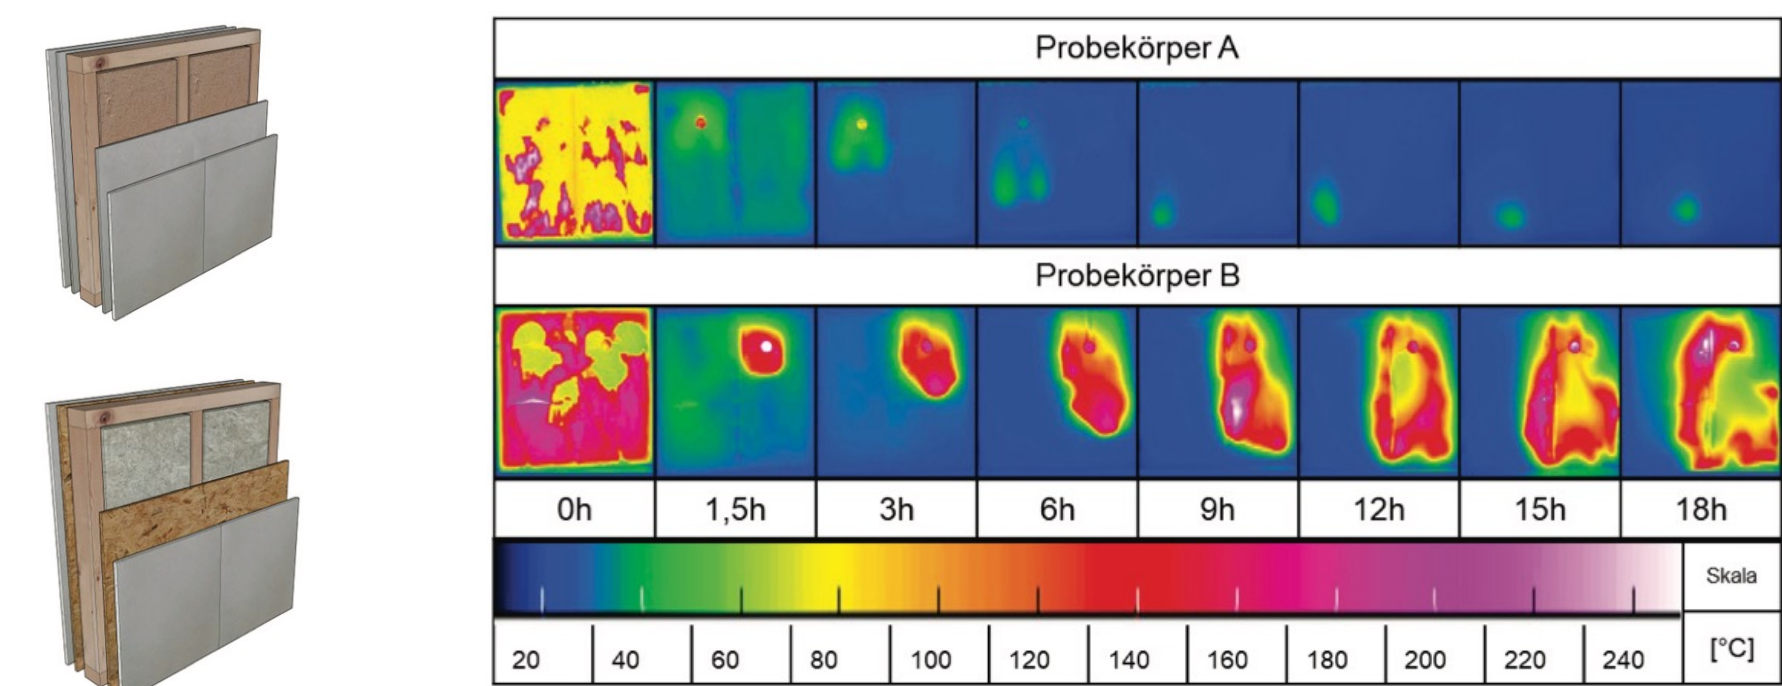 Probekörper A
Probekörper B
0h 1,5h 3h 6h 9h 12h 15h 18h
Skala
20 40 60 80 100 120 140 160 180 200 220 240 [°C]